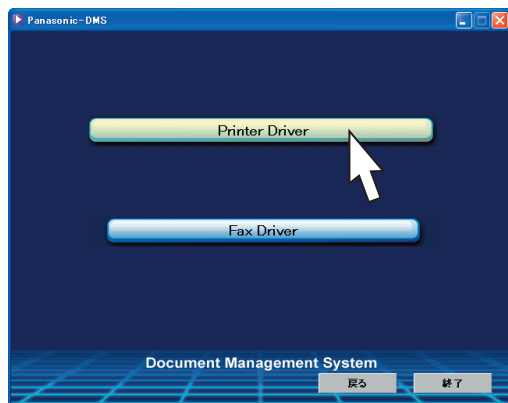 Panasonic-DMS
Printer Driver
Fax Driver
Document Management System
戻る
終了